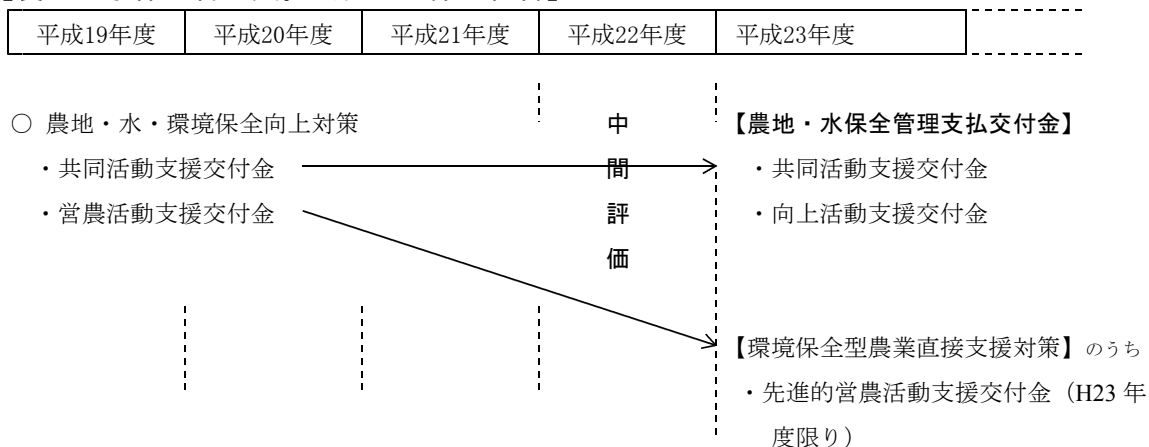 平成19年度 平成20年度 平成21年度 平成22年度 平成23年度
○ 農地・水・環境保全向上対策
・共同活動支援交付金
・営農活動支援交付金
中
間
評
価
【農地・水保全管理支払交付金】
・共同活動支援交付金
・向上活動支援交付金
【環境保全型農業直接支援対策】のうち
・先進的営農活動支援交付金（H23 年
度限り）